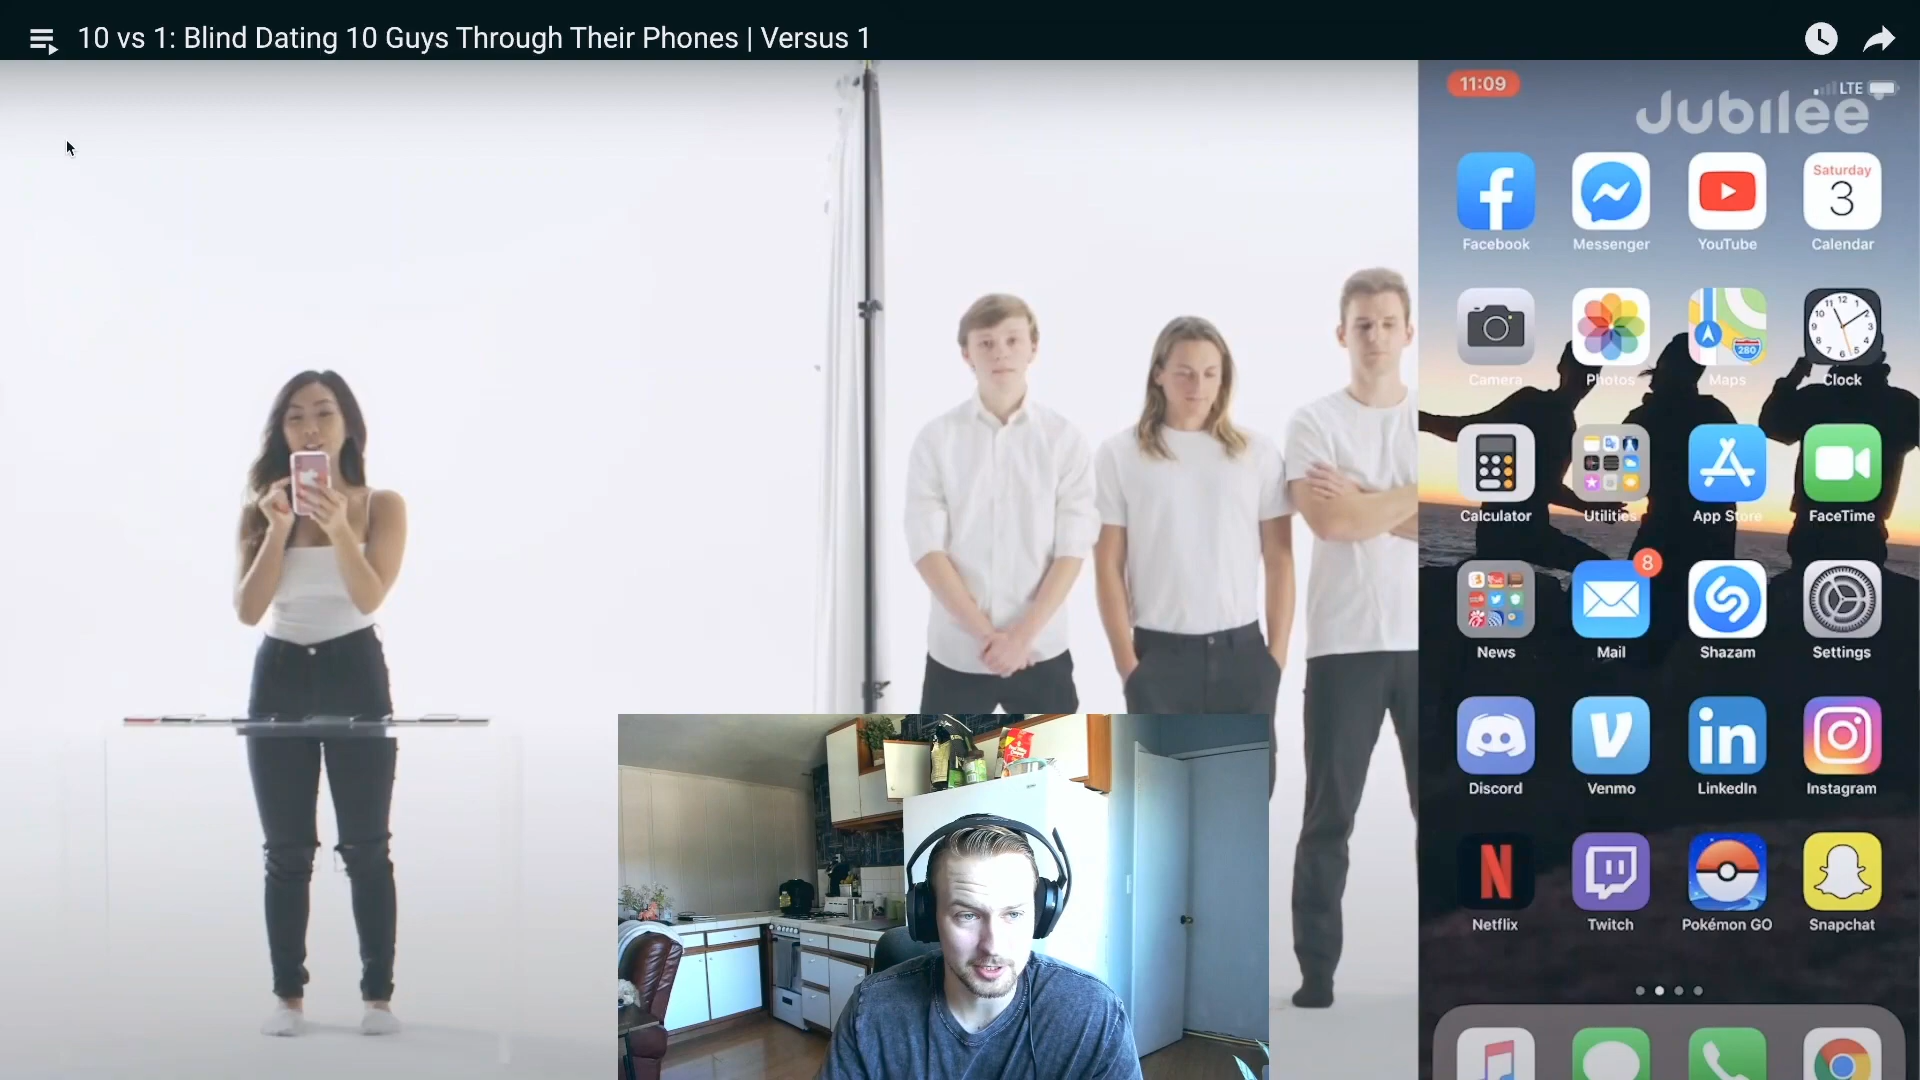 10 vs 1: Blind Dating 10 Guys Through Their Phones | Versus 1
11:09
LTE
Jubilee
Saturday
3
Facebook
Messenger
YouTube
Calendar
280
Camera
Photos
Maps
Clock
Calculator
Utilities
App Store
FaceTime
8
News
Mail
Shazam
Settings
in
Discord
Venmo
LinkedIn
Instagram
N
Netflix
Twitch
Pokémon GO
Snapchat